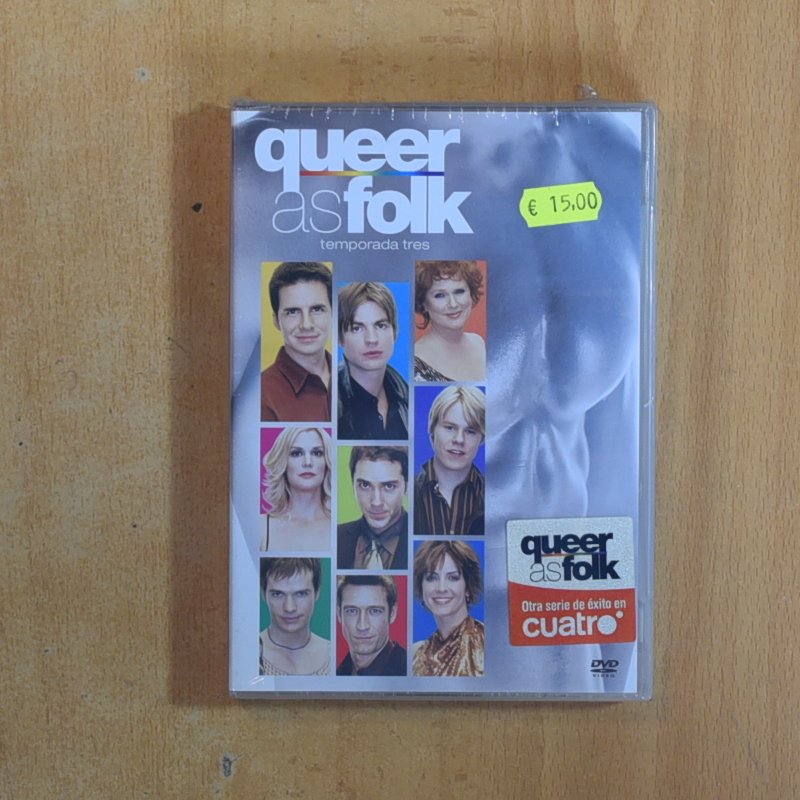 queer
as folk
temporada tres
€ 15,00
queer
as folk
Otra serie de éxito en
cuatro
DVD
VIDEO